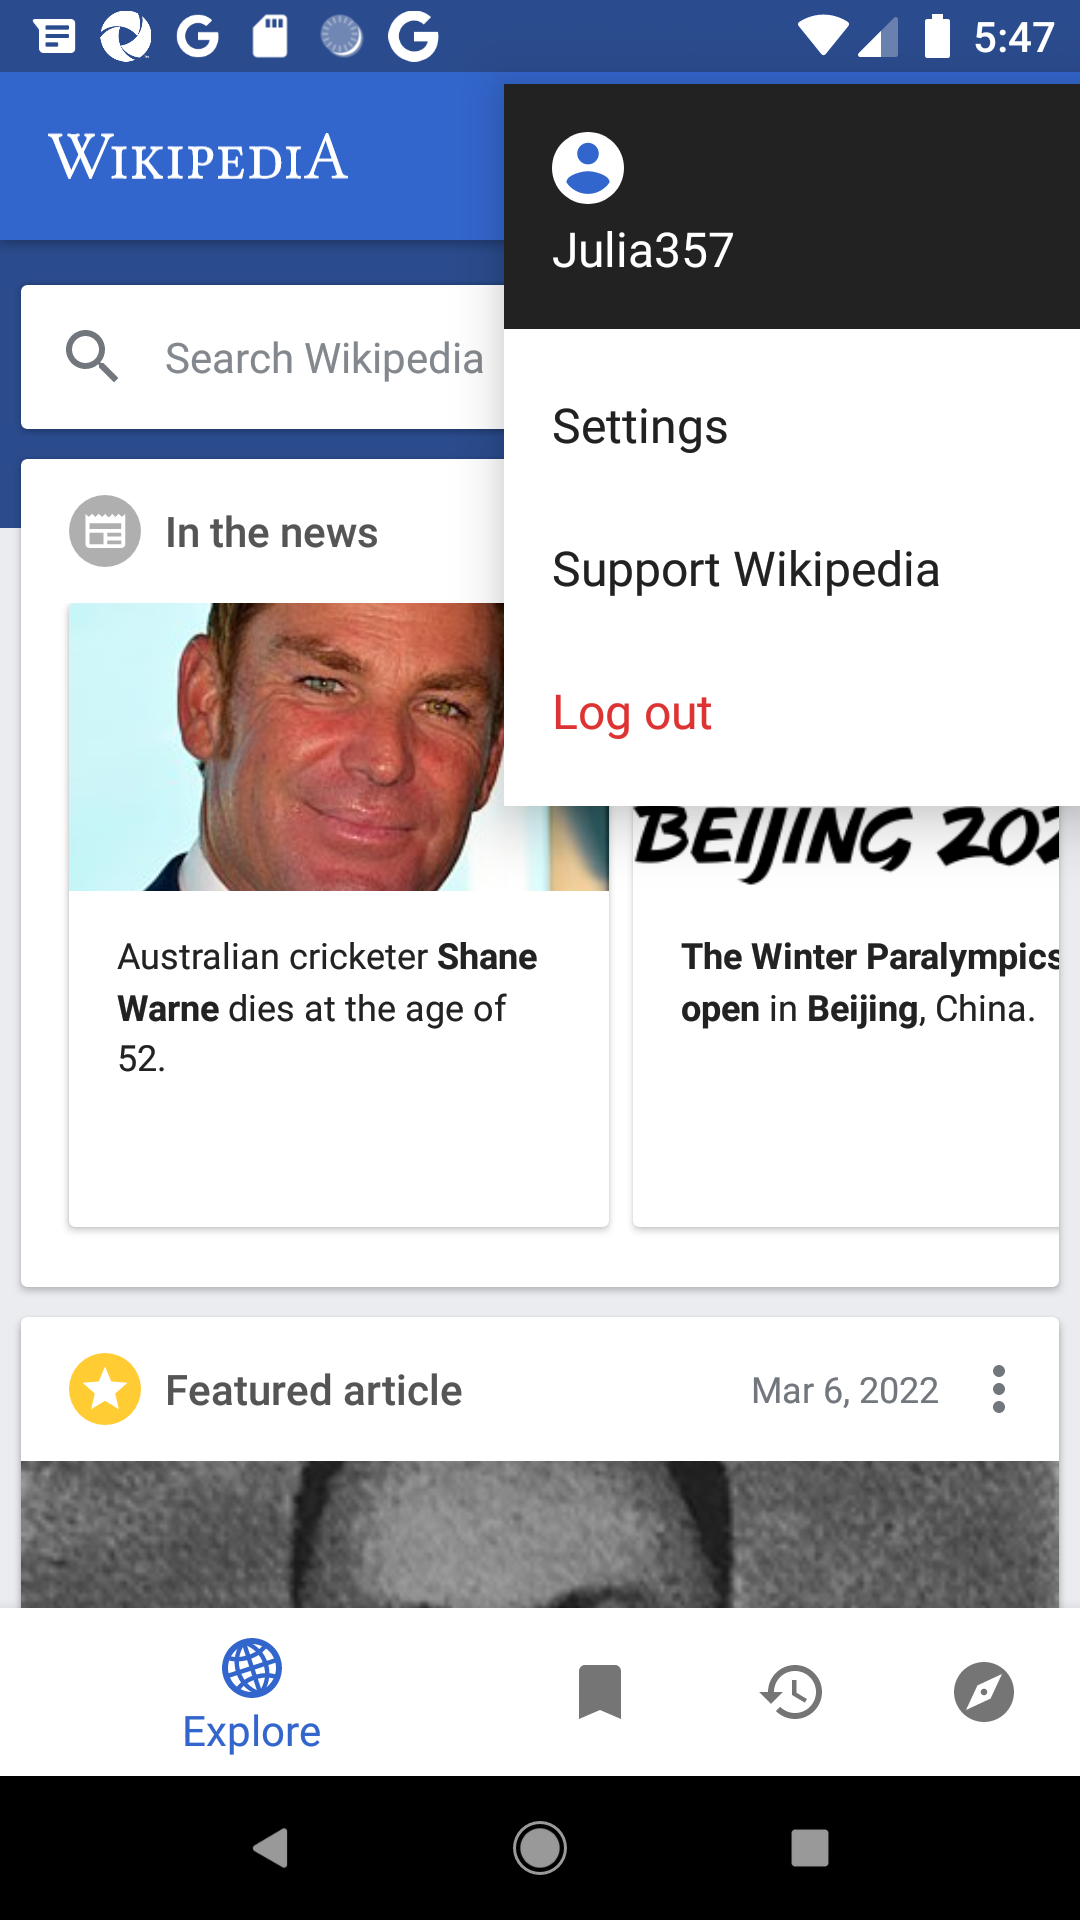 5:47
WIKIPEDIA
Julia357
Search Wikipedia
Settings
Support Wikipedia
Log out
In the news
BEIJING 202
Australian cricketer Shane
Warne dies at the age of
52.
The Winter Paralympics
open in Beijing, China.
Featured article
Mar 6, 2022
Explore